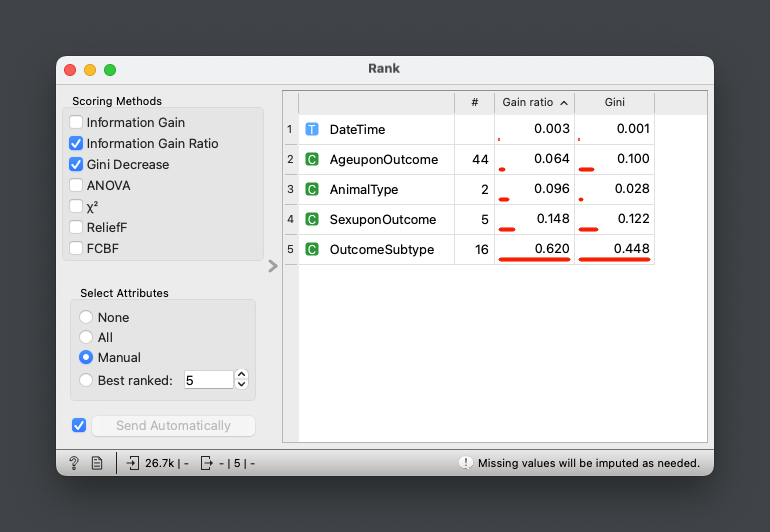 Rank
Scoring Methods
Information Gain
Information Gain Ratio
Gini Decrease
ANOVA
χ²
ReliefF
FCBF
Select Attributes
None
All
Manual
Best ranked: 5
Send Automatically
# Gain ratio Gini
1 T DateTime 0.003 0.001
2 C AgeuponOutcome 44 0.064 0.100
3 C AnimalType 2 0.096 0.028
4 C SexuponOutcome 5 0.148 0.122
5 C OutcomeSubtype 16 0.620 0.448
? 26.7k | - - | 5 | - Missing values will be imputed as needed.